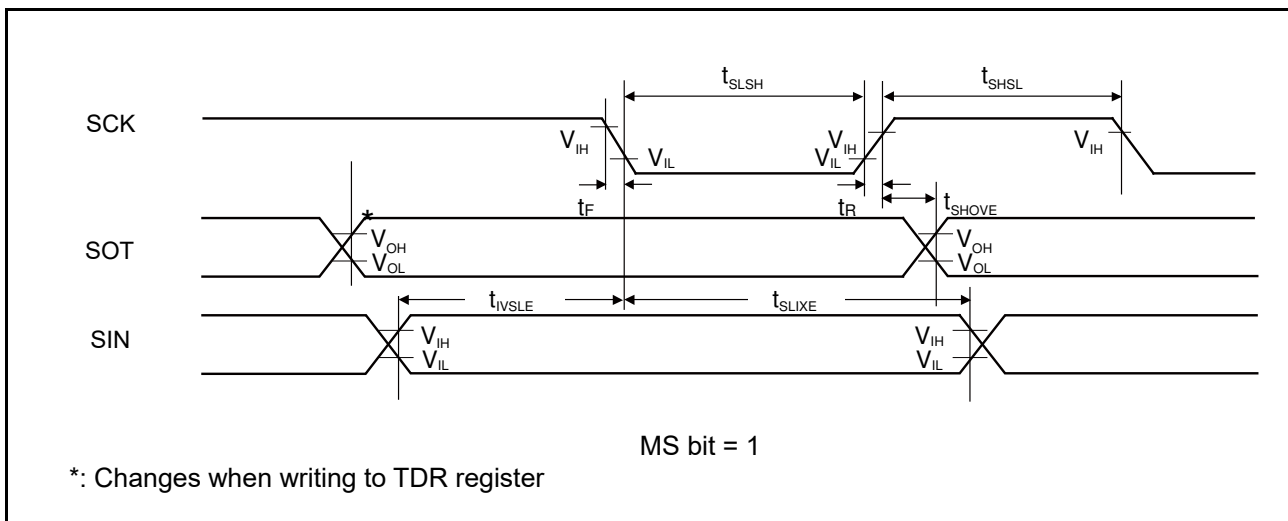 tSLSH
tSHSL
SCK
VIH
VIL
VIH
VIL
VIH
tF
tR
tSHOVE
*
SOT
VOH
VOL
VOH
VOL
tIVSLE
tSLIXE
SIN
VIH
VIL
VIH
VIL
MS bit = 1
*: Changes when writing to TDR register